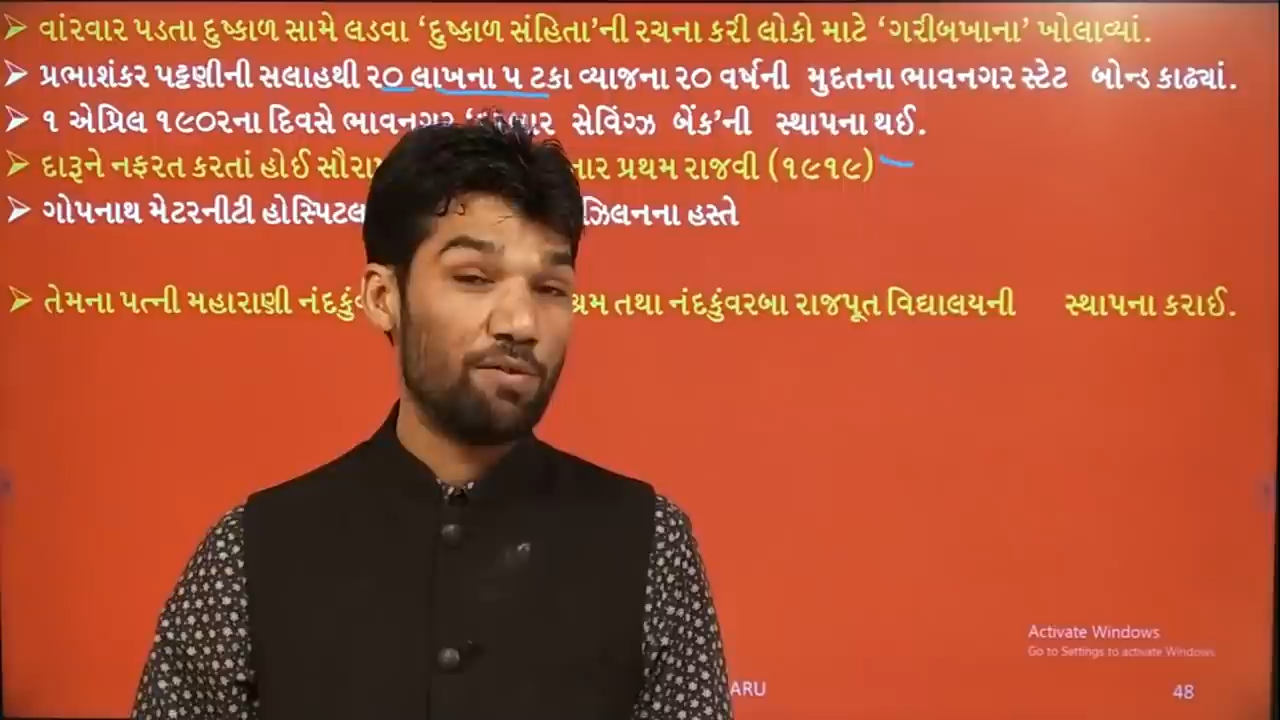 ➤ વારંવાર પડતા દુષ્કાળ સામે લડવા ‘દુષ્કાળ સંહિતા’ની રચના કરી લોકો માટે ‘ગરીબખાના’ ખોલાવ્યાં.
➤ પ્રભાશંકર પટ્ટણીની સલાહથી ૨૦ લાખના ૫ ટકા વ્યાજના ૨૦ વર્ષની મુદતના ભાવનગર સ્ટેટ બોન્ડ કાઢ્યાં.
➤ ૧ એપ્રિલ ૧૯૦૨ના દિવસે ભાવનગર ‘દરબાર સેવિંગ્ઝ બેંક’ની સ્થાપના થઈ.
➤ દારૂને નફરત કરતાં હોઈ પ્રથમ રાજવી (૧૯૧૯)
➤ ગોપનાથ મેટરનીટી હોસ્પિટલ હસ્તે
➤ તેમના પત્ની મહારાણી તથા નંદકુંવરબા રાજપૂત વિદ્યાલયની સ્થાપના કરાઈ.
Activate Windows
Go to Settings to activate Windows.
ARU 48